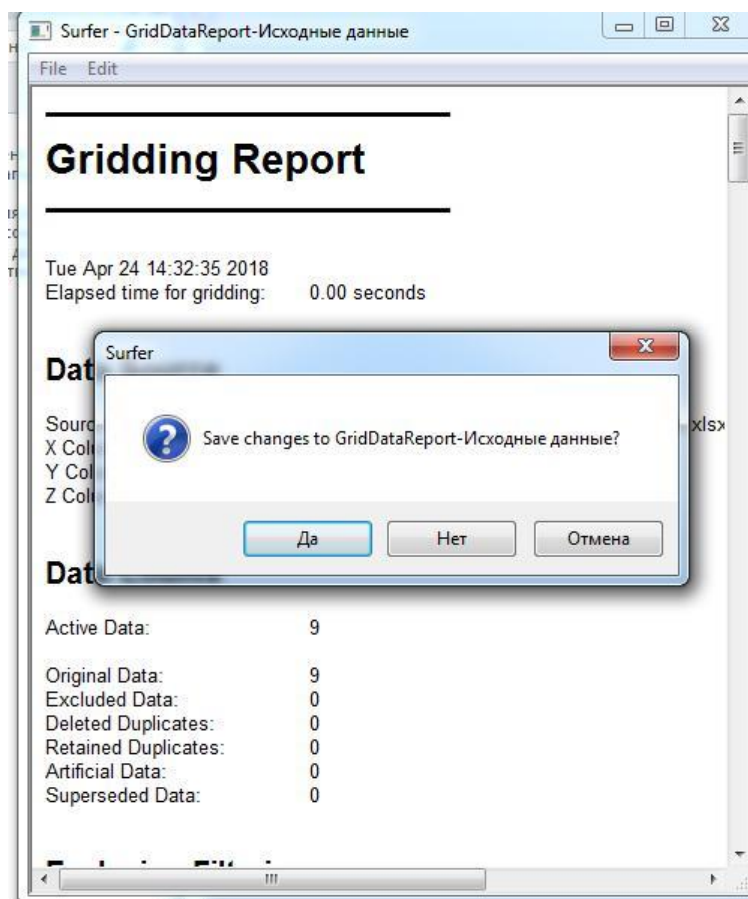 Surfer - GridDataReport-Исходные данные
File Edit
Gridding Report
Tue Apr 24 14:32:35 2018
Elapsed time for gridding: 0.00 seconds
Surfer
Save changes to GridDataReport-Исходные данные?
Да Нет Отмена
xlsx
Active Data: 9
Original Data: 9
Excluded Data: 0
Deleted Duplicates: 0
Retained Duplicates: 0
Artificial Data: 0
Superseded Data: 0